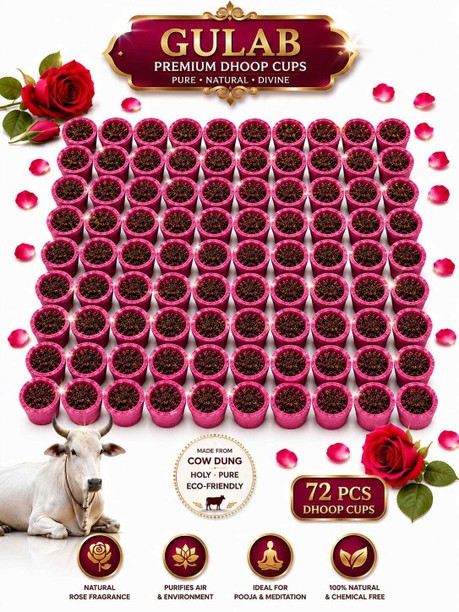 GULAB
PREMIUM DHOOP CUPS
PURE • NATURAL • DIVINE
MADE FROM
COW DUNG
HOLY · PURE
ECO-FRIENDLY
72 PCS
DHOOP CUPS
NATURAL
ROSE FRAGRANCE
PURIFIES AIR
& ENVIRONMENT
IDEAL FOR
POOJA & MEDITATION
100% NATURAL
& CHEMICAL FREE